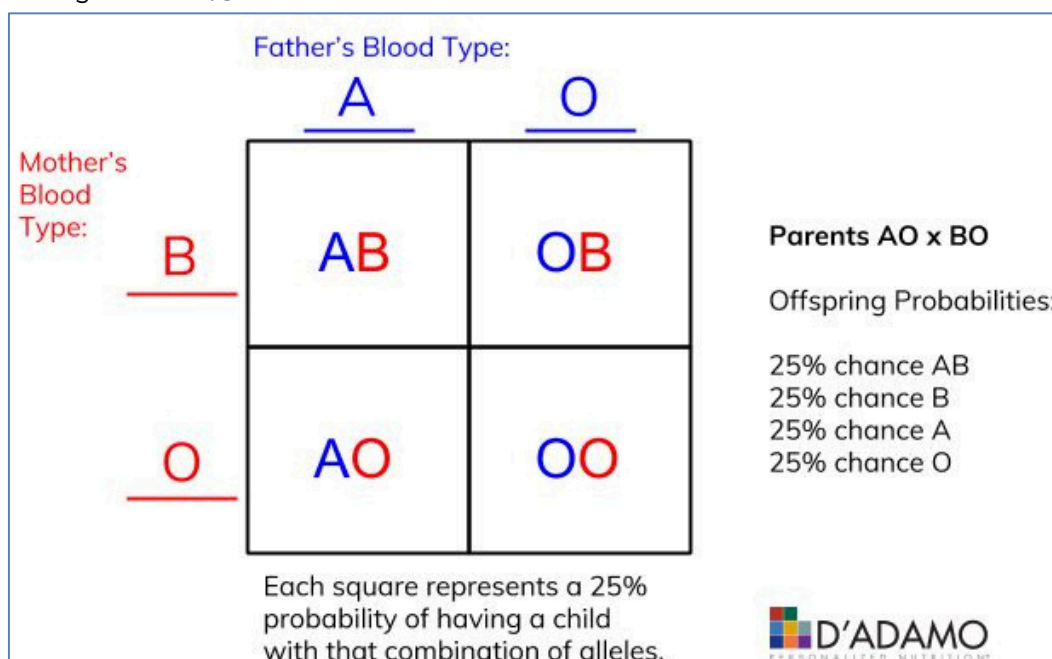 Father's Blood Type:
A O
Mother's
Blood
Type:
B AB OB
O AO OO
Parents AO x BO
Offspring Probabilities:
25% chance AB
25% chance B
25% chance A
25% chance O
Each square represents a 25%
probability of having a child
with that combination of alleles.
D'ADAMO
PERSONALIZED NUTRITION®